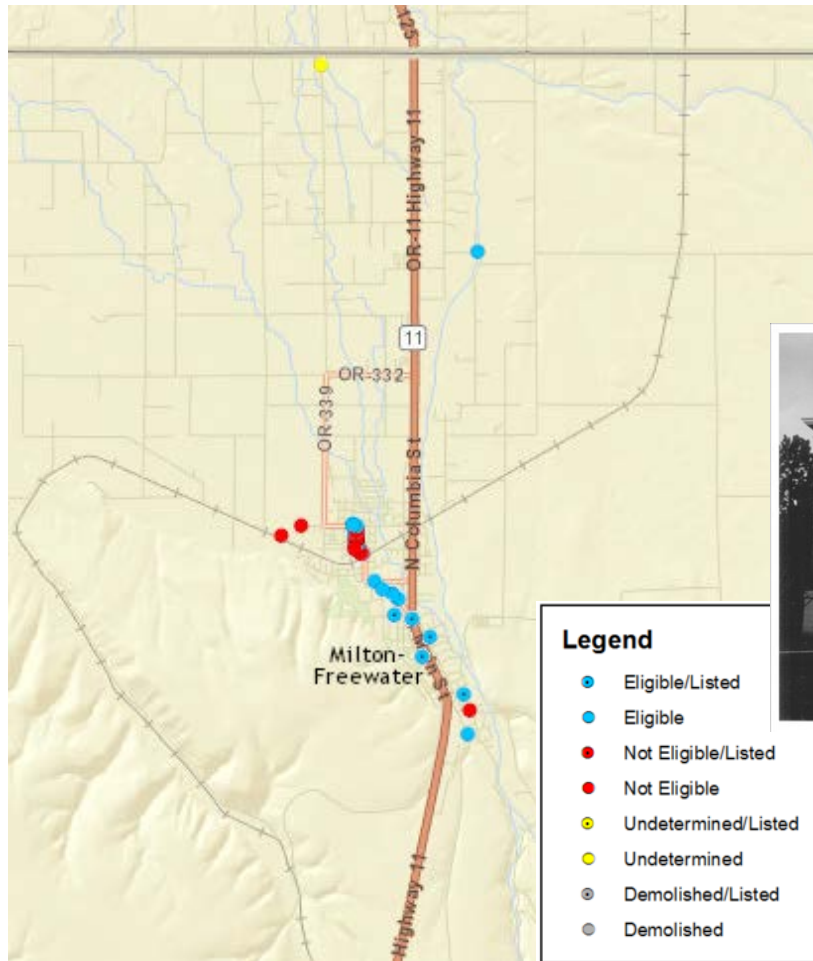 125
OR-11 Highway 11
11
OR-332
OR-339
N Columbia St
Milton-
Freewater
Highway 11
Legend
Eligible/Listed
Eligible
Not Eligible/Listed
Not Eligible
Undetermined/Listed
Undetermined
Demolished/Listed
Demolished